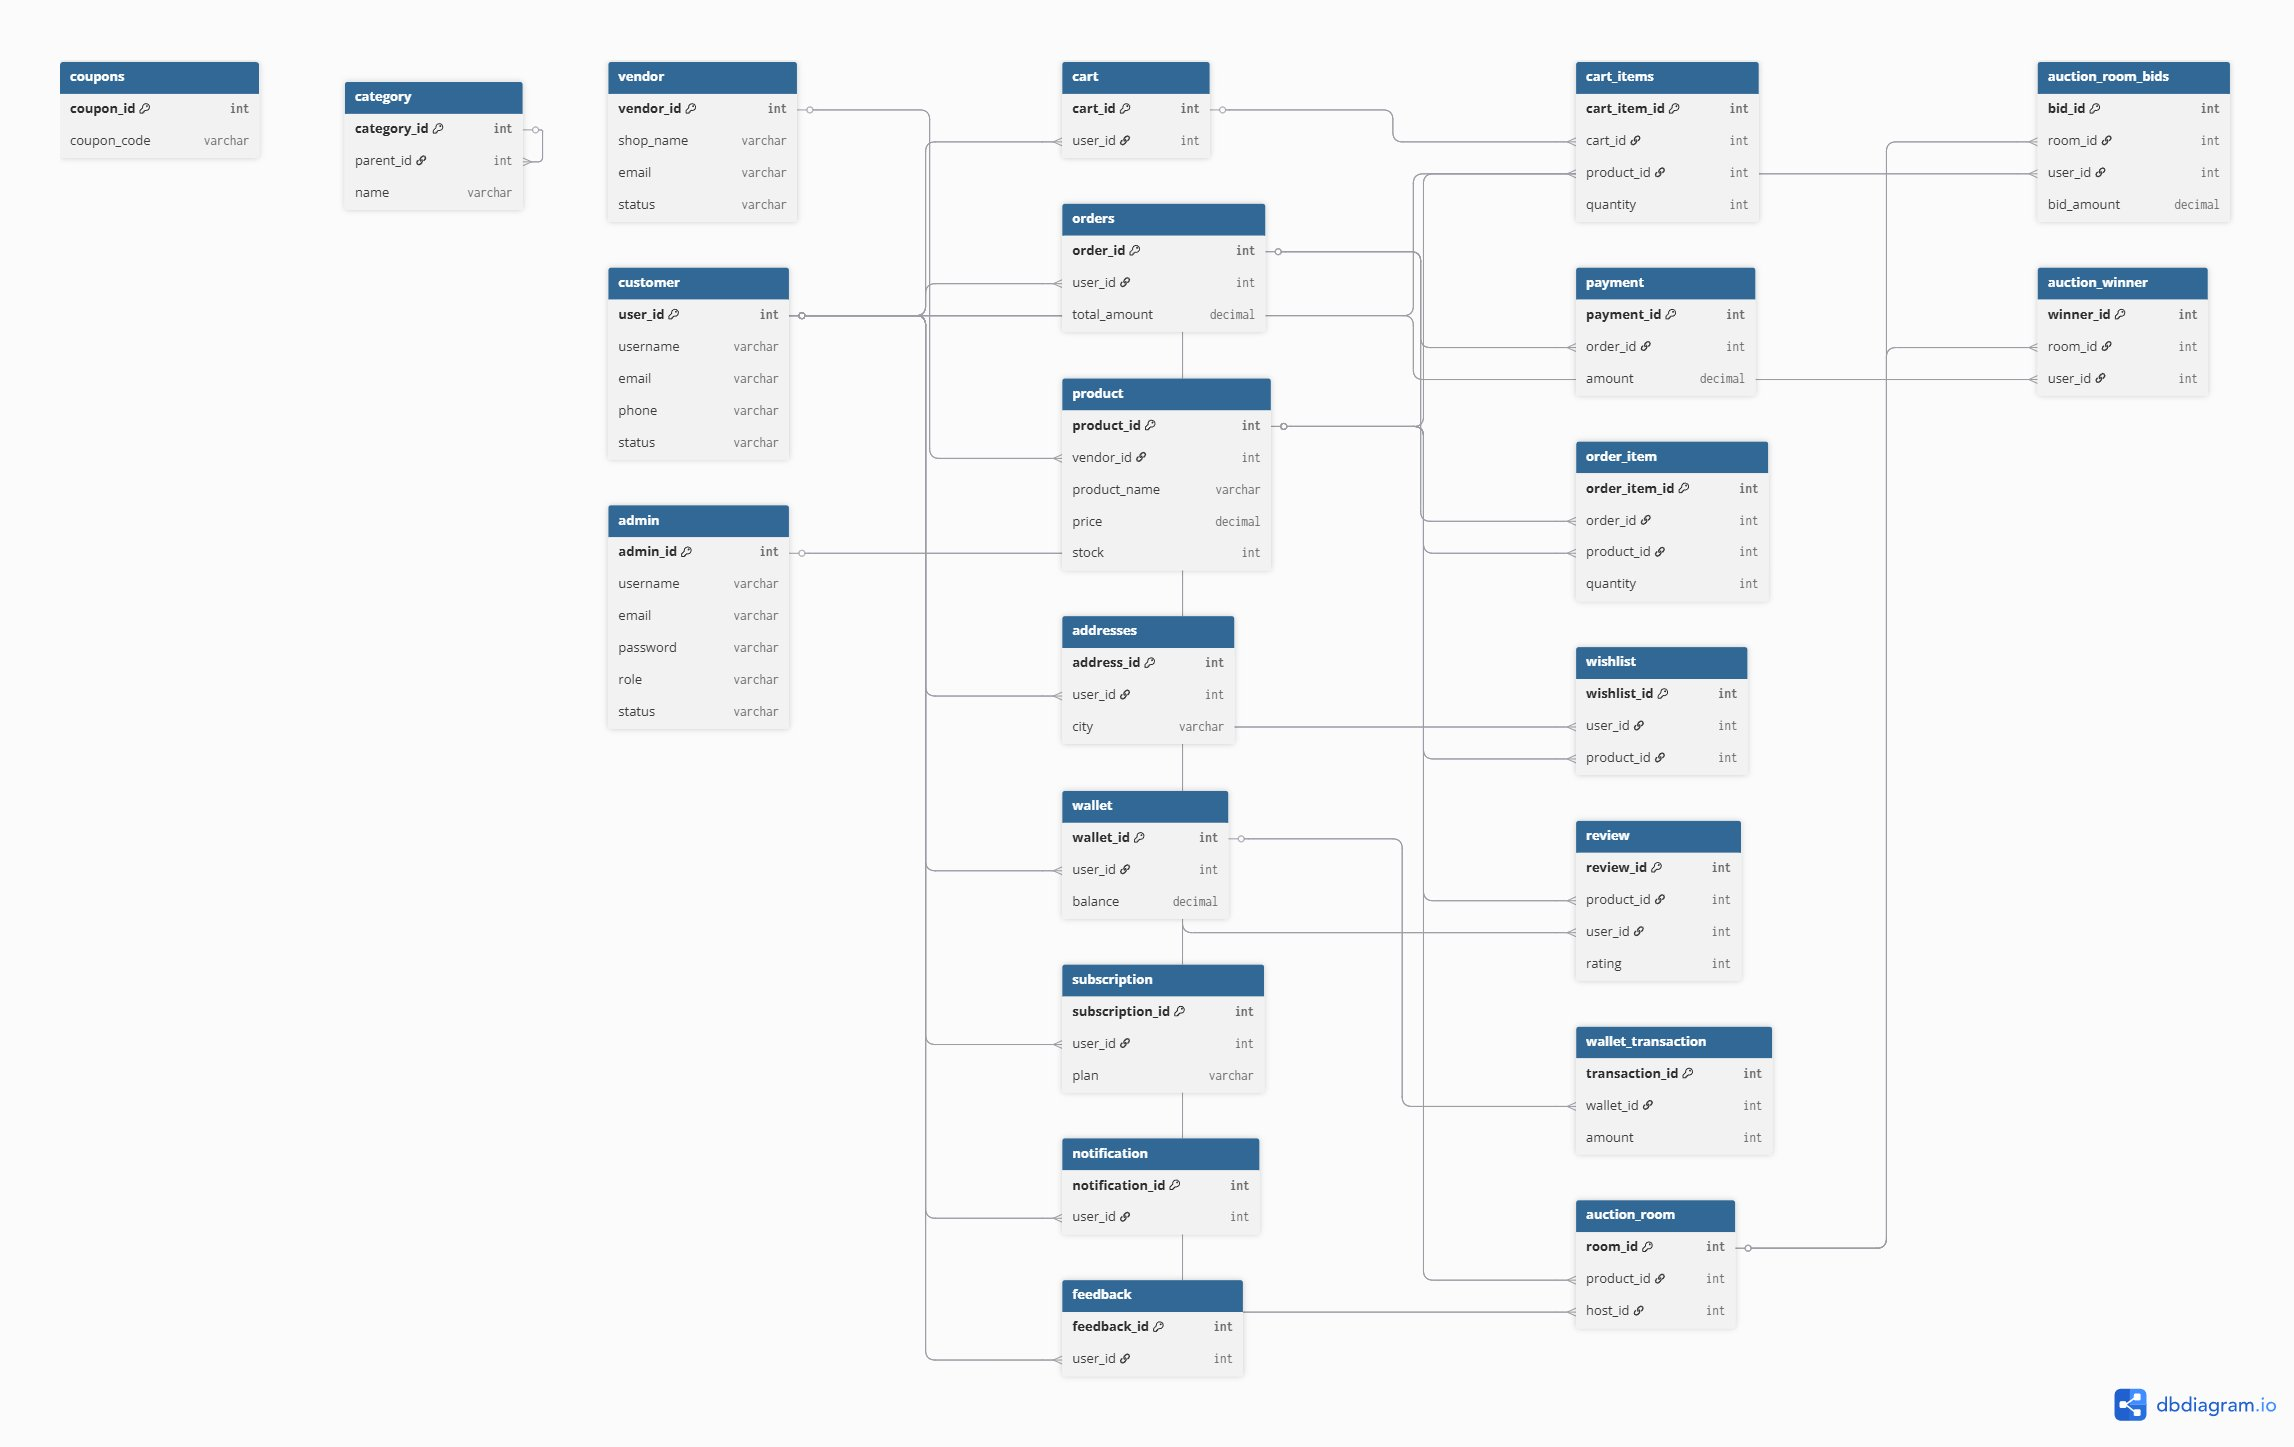 coupons
coupon_id int
coupon_code varchar
category
category_id int
parent_id int
name varchar
vendor
vendor_id int
shop_name varchar
email varchar
status varchar
customer
user_id int
username varchar
email varchar
phone varchar
status varchar
admin
admin_id int
username varchar
email varchar
password varchar
role varchar
status varchar
cart
cart_id int
user_id int
orders
order_id int
user_id int
total_amount decimal
product
product_id int
vendor_id int
product_name varchar
price decimal
stock int
addresses
address_id int
user_id int
city varchar
wallet
wallet_id int
user_id int
balance decimal
subscription
subscription_id int
user_id int
plan varchar
notification
notification_id int
user_id int
feedback
feedback_id int
user_id int
cart_items
cart_item_id int
cart_id int
product_id int
quantity int
payment
payment_id int
order_id int
amount decimal
order_item
order_item_id int
order_id int
product_id int
quantity int
wishlist
wishlist_id int
user_id int
product_id int
review
review_id int
product_id int
user_id int
rating int
wallet_transaction
transaction_id int
wallet_id int
amount int
auction_room
room_id int
product_id int
host_id int
auction_room_bids
bid_id int
room_id int
user_id int
bid_amount decimal
auction_winner
winner_id int
room_id int
user_id int
dbdiagram.io